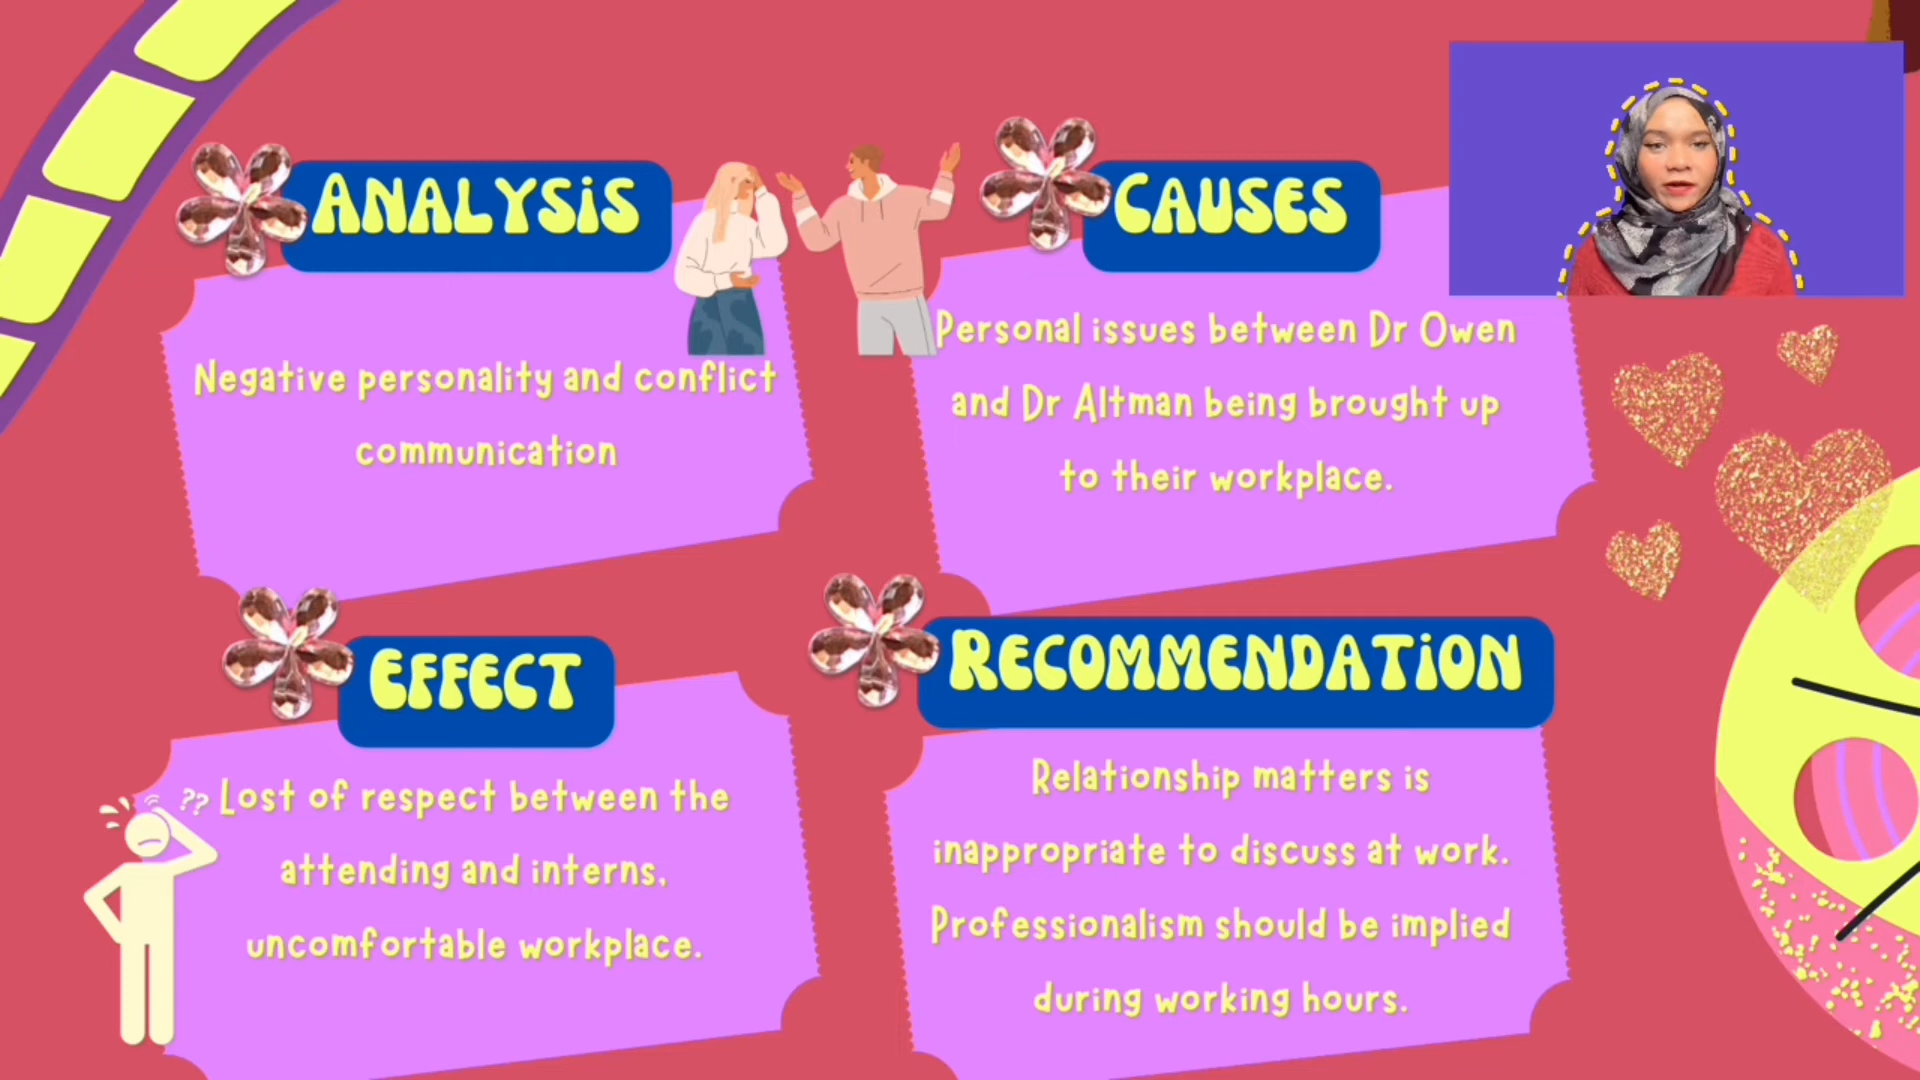 ANALYSIS
Negative personality and conflict
communication
CAUSES
Personal issues between Dr Owen
and Dr Altman being brought up
to their workplace.
EFFECT
??
Lost of respect between the
attending and interns,
uncomfortable workplace.
RECOMMENDATION
Relationship matters is
inappropriate to discuss at work.
Professionalism should be implied
during working hours.